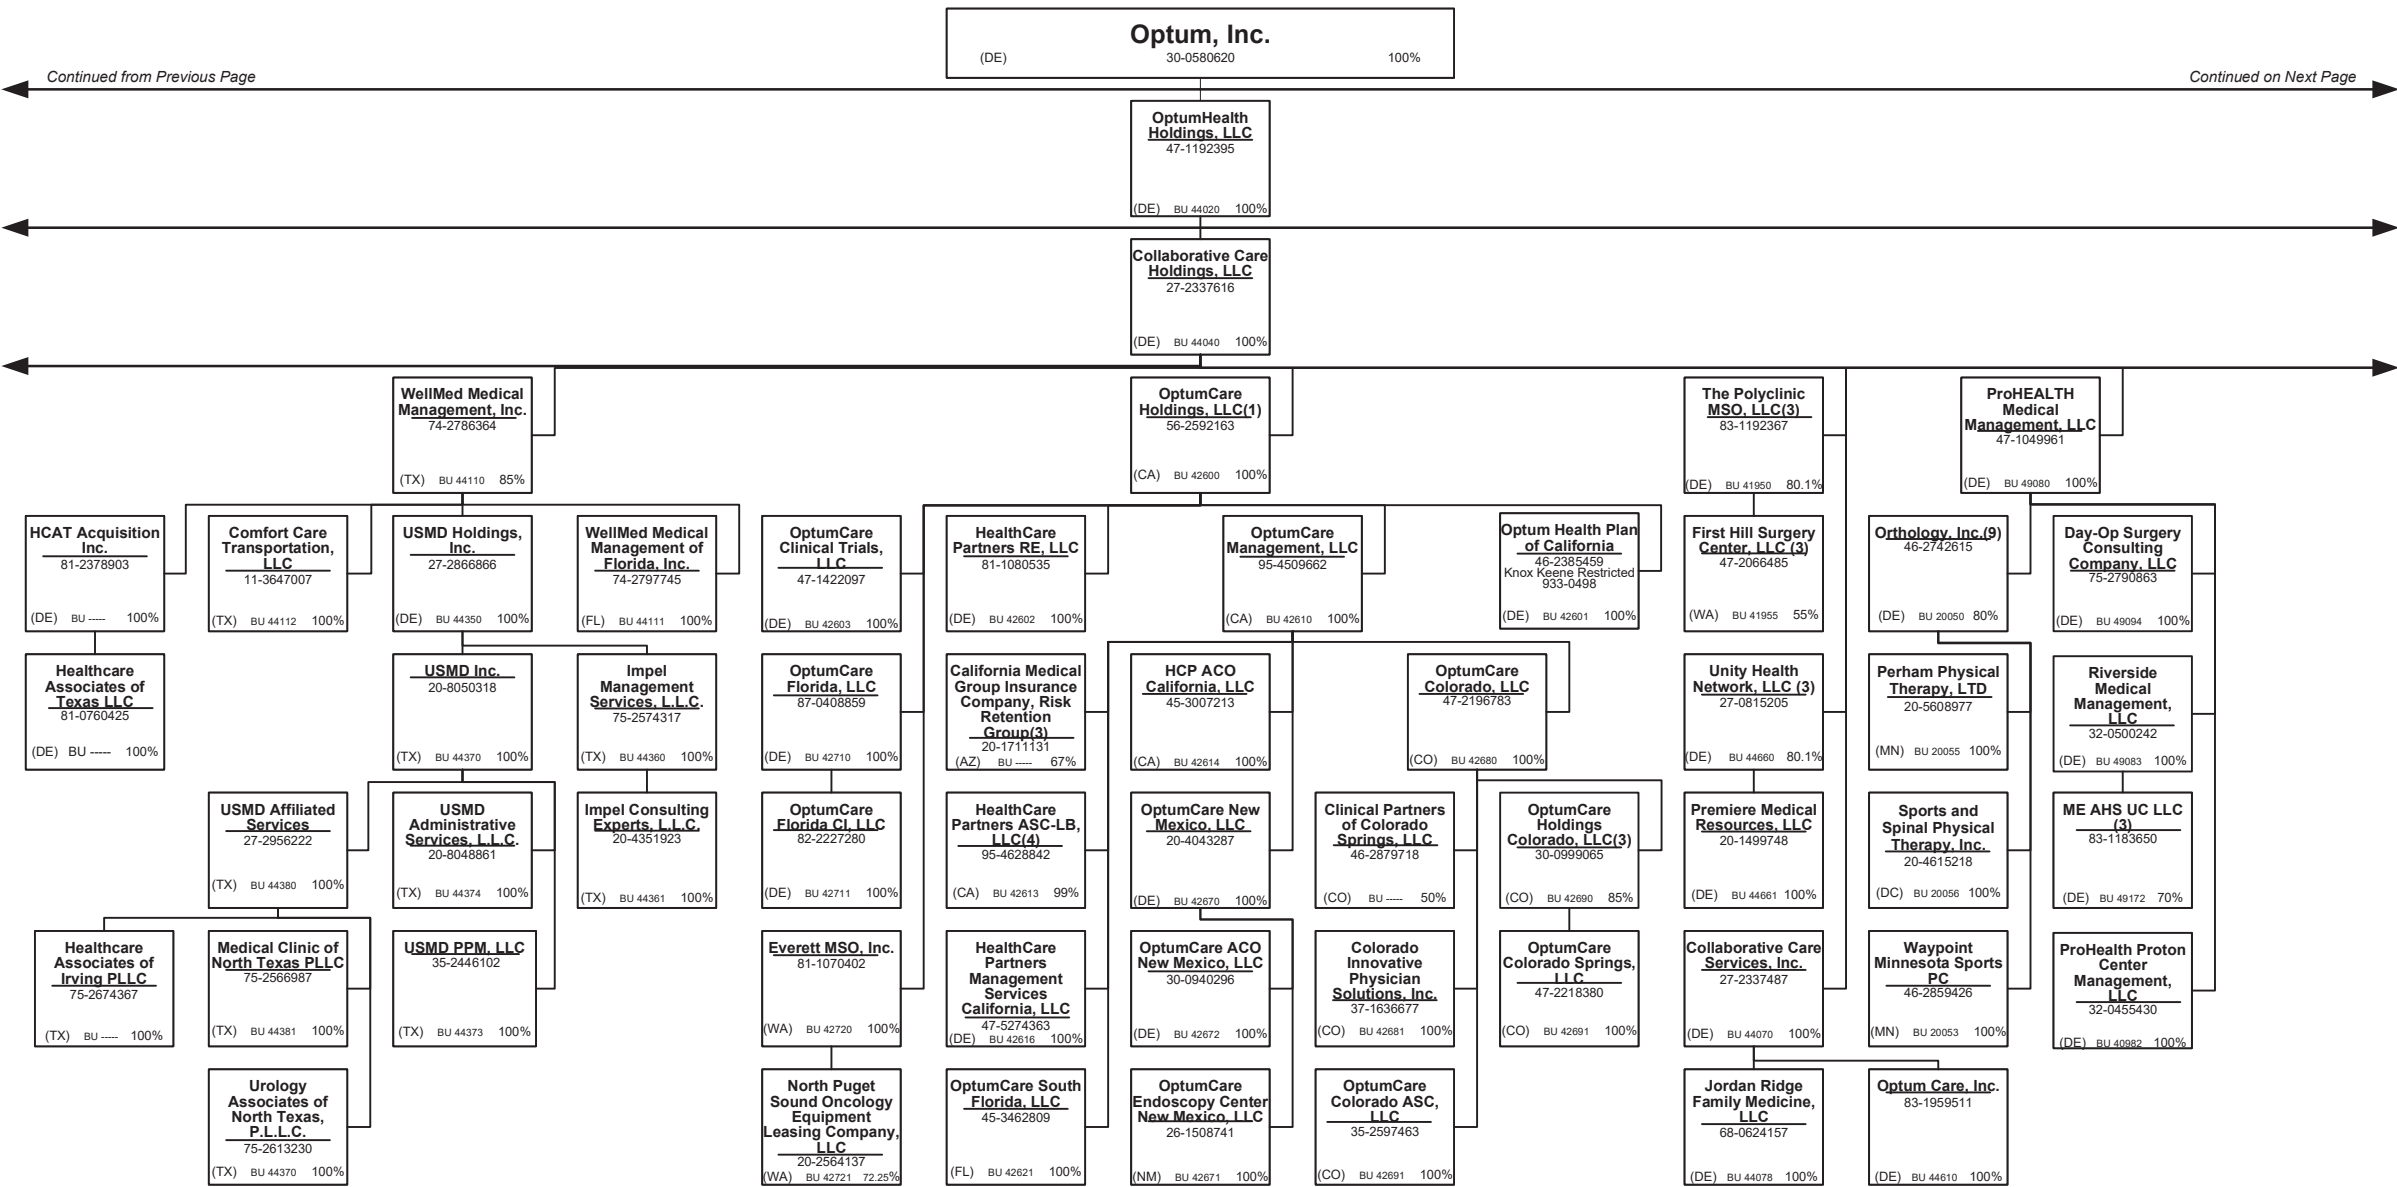 Optum, Inc.
(DE) 30-0580620 100%
Continued from Previous Page
Continued on Next Page
OptumHealth
Holdings, LLC
47-1192395
(DE) BU 44020 100%
Collaborative Care
Holdings, LLC
27-2337616
(DE) BU 44040 100%
WellMed Medical
Management, Inc.
74-2786364
(TX) BU 44110 85%
OptumCare
Holdings, LLC(1)
56-2592163
(CA) BU 42600 100%
The Polyclinic
MSO, LLC(3)
83-1192367
(DE) BU 41950 80.1%
ProHEALTH
Medical
Management, LLC
47-1049961
(DE) BU 49080 100%
HCAT Acquisition
Inc.
81-2378903
(DE) BU ----- 100%
Comfort Care
Transportation,
LLC
11-3647007
(TX) BU 44112 100%
USMD Holdings,
Inc.
27-2866866
(DE) BU 44350 100%
WellMed Medical
Management of
Florida, Inc.
74-2797745
(FL) BU 44111 100%
OptumCare
Clinical Trials,
LLC
47-1422097
(DE) BU 42603 100%
HealthCare
Partners RE, LLC
81-1080535
(DE) BU 42602 100%
OptumCare
Management, LLC
95-4509662
(CA) BU 42610 100%
Optum Health Plan
of California
46-2385459
Knox Keene Restricted
933-0498
(DE) BU 42601 100%
First Hill Surgery
Center, LLC (3)
47-2066485
(WA) BU 41955 55%
Orthology, Inc.(9)
46-2742615
(DE) BU 20050 80%
Day-Op Surgery
Consulting
Company, LLC
75-2790863
(DE) BU 49094 100%
Healthcare
Associates of
Texas LLC
81-0760425
(DE) BU ----- 100%
USMD Inc.
20-8050318
(TX) BU 44370 100%
Impel
Management
Services, L.L.C.
75-2574317
(TX) BU 44360 100%
OptumCare
Florida, LLC
87-0408859
(DE) BU 42710 100%
California Medical
Group Insurance
Company, Risk
Retention
Group(3)
20-1711131
(AZ) BU ----- 67%
HCP ACO
California, LLC
45-3007213
(CA) BU 42614 100%
OptumCare
Colorado, LLC
47-2196783
(CO) BU 42680 100%
Unity Health
Network, LLC (3)
27-0815205
(DE) BU 44660 80.1%
Perham Physical
Therapy, LTD
20-5608977
(MN) BU 20055 100%
Riverside
Medical
Management,
LLC
32-0500242
(DE) BU 49083 100%
USMD Affiliated
Services
27-2956222
(TX) BU 44380 100%
USMD
Administrative
Services, L.L.C.
20-8048861
(TX) BU 44374 100%
Impel Consulting
Experts, L.L.C.
20-4351923
(TX) BU 44361 100%
OptumCare
Florida CI, LLC
82-2227280
(DE) BU 42711 100%
HealthCare
Partners ASC-LB,
LLC(4)
95-4628842
(CA) BU 42613 99%
OptumCare New
Mexico, LLC
20-4043287
(DE) BU 42670 100%
Clinical Partners
of Colorado
Springs, LLC
46-2879718
(CO) BU ----- 50%
OptumCare
Holdings
Colorado, LLC(3)
30-0999065
(CO) BU 42690 85%
Premiere Medical
Resources, LLC
20-1499748
(DE) BU 44661 100%
Sports and
Spinal Physical
Therapy, Inc.
20-4615218
(DC) BU 20056 100%
ME AHS UC LLC
(3)
83-1183650
(DE) BU 49172 70%
Healthcare
Associates of
Irving PLLC
75-2674367
(TX) BU ----- 100%
Medical Clinic of
North Texas PLLC
75-2566987
(TX) BU 44381 100%
USMD PPM, LLC
35-2446102
(TX) BU 44373 100%
Everett MSO, Inc.
81-1070402
(WA) BU 42720 100%
HealthCare
Partners
Management
Services
California, LLC
47-5274363
(DE) BU 42616 100%
OptumCare ACO
New Mexico, LLC
30-0940296
(DE) BU 42672 100%
Colorado
Innovative
Physician
Solutions, Inc.
37-1636677
(CO) BU 42681 100%
OptumCare
Colorado Springs,
LLC
47-2218380
(CO) BU 42691 100%
Collaborative Care
Services, Inc.
27-2337487
(DE) BU 44070 100%
Waypoint
Minnesota Sports
PC
46-2859426
(MN) BU 20053 100%
ProHealth Proton
Center
Management,
LLC
32-0455430
(DE) BU 40982 100%
Urology
Associates of
North Texas,
P.L.L.C.
75-2613230
(TX) BU 44370 100%
North Puget
Sound Oncology
Equipment
Leasing Company,
LLC
20-2564137
(WA) BU 42721 72.25%
OptumCare South
Florida, LLC
45-3462809
(FL) BU 42621 100%
OptumCare
Endoscopy Center
New Mexico, LLC
26-1508741
(NM) BU 42671 100%
OptumCare
Colorado ASC,
LLC
35-2597463
(CO) BU 42691 100%
Jordan Ridge
Family Medicine,
LLC
68-0624157
(DE) BU 44078 100%
Optum Care, Inc.
83-1959511
(DE) BU 44610 100%